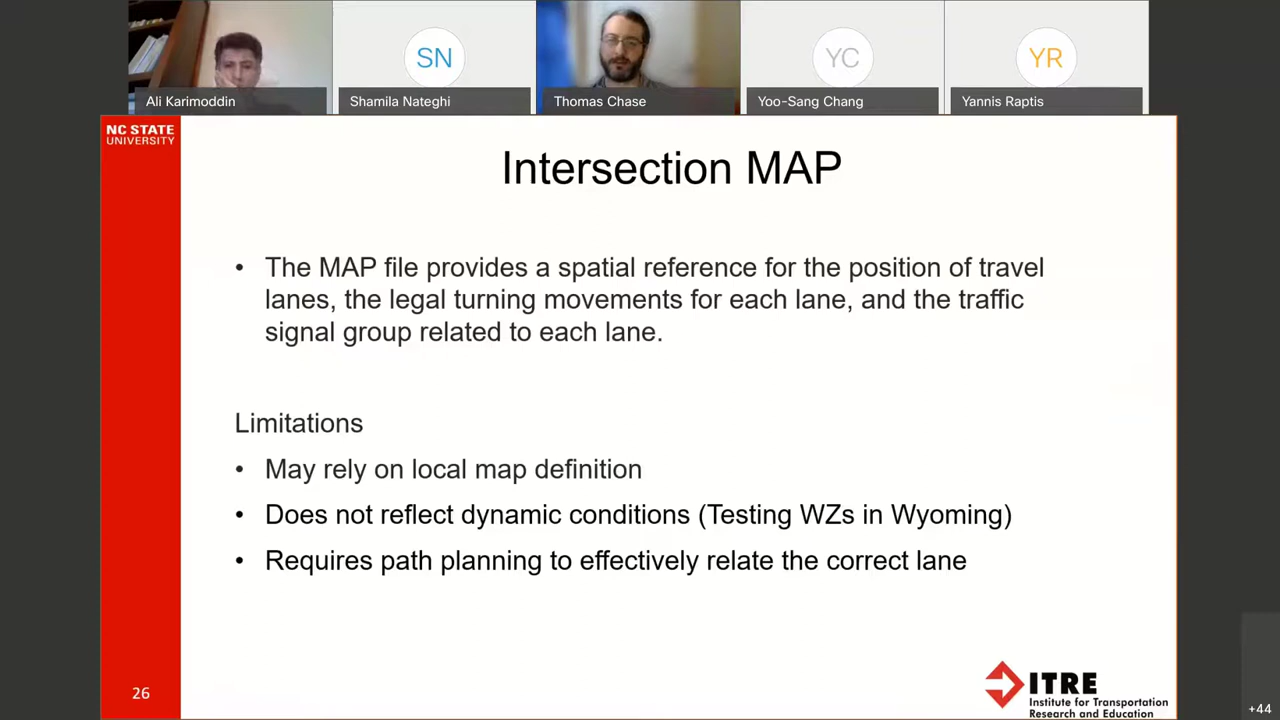 SN
YC
YR
Ali Karimoddin
Shamila Nateghi
Thomas Chase
Yoo-Sang Chang
Yannis Raptis
NC STATE
UNIVERSITY
Intersection MAP
• The MAP file provides a spatial reference for the position of travel
lanes, the legal turning movements for each lane, and the traffic
signal group related to each lane.
Limitations
• May rely on local map definition
• Does not reflect dynamic conditions (Testing WZs in Wyoming)
• Requires path planning to effectively relate the correct lane
26
ITRE
Institute for Transportation
Research and Education
+44